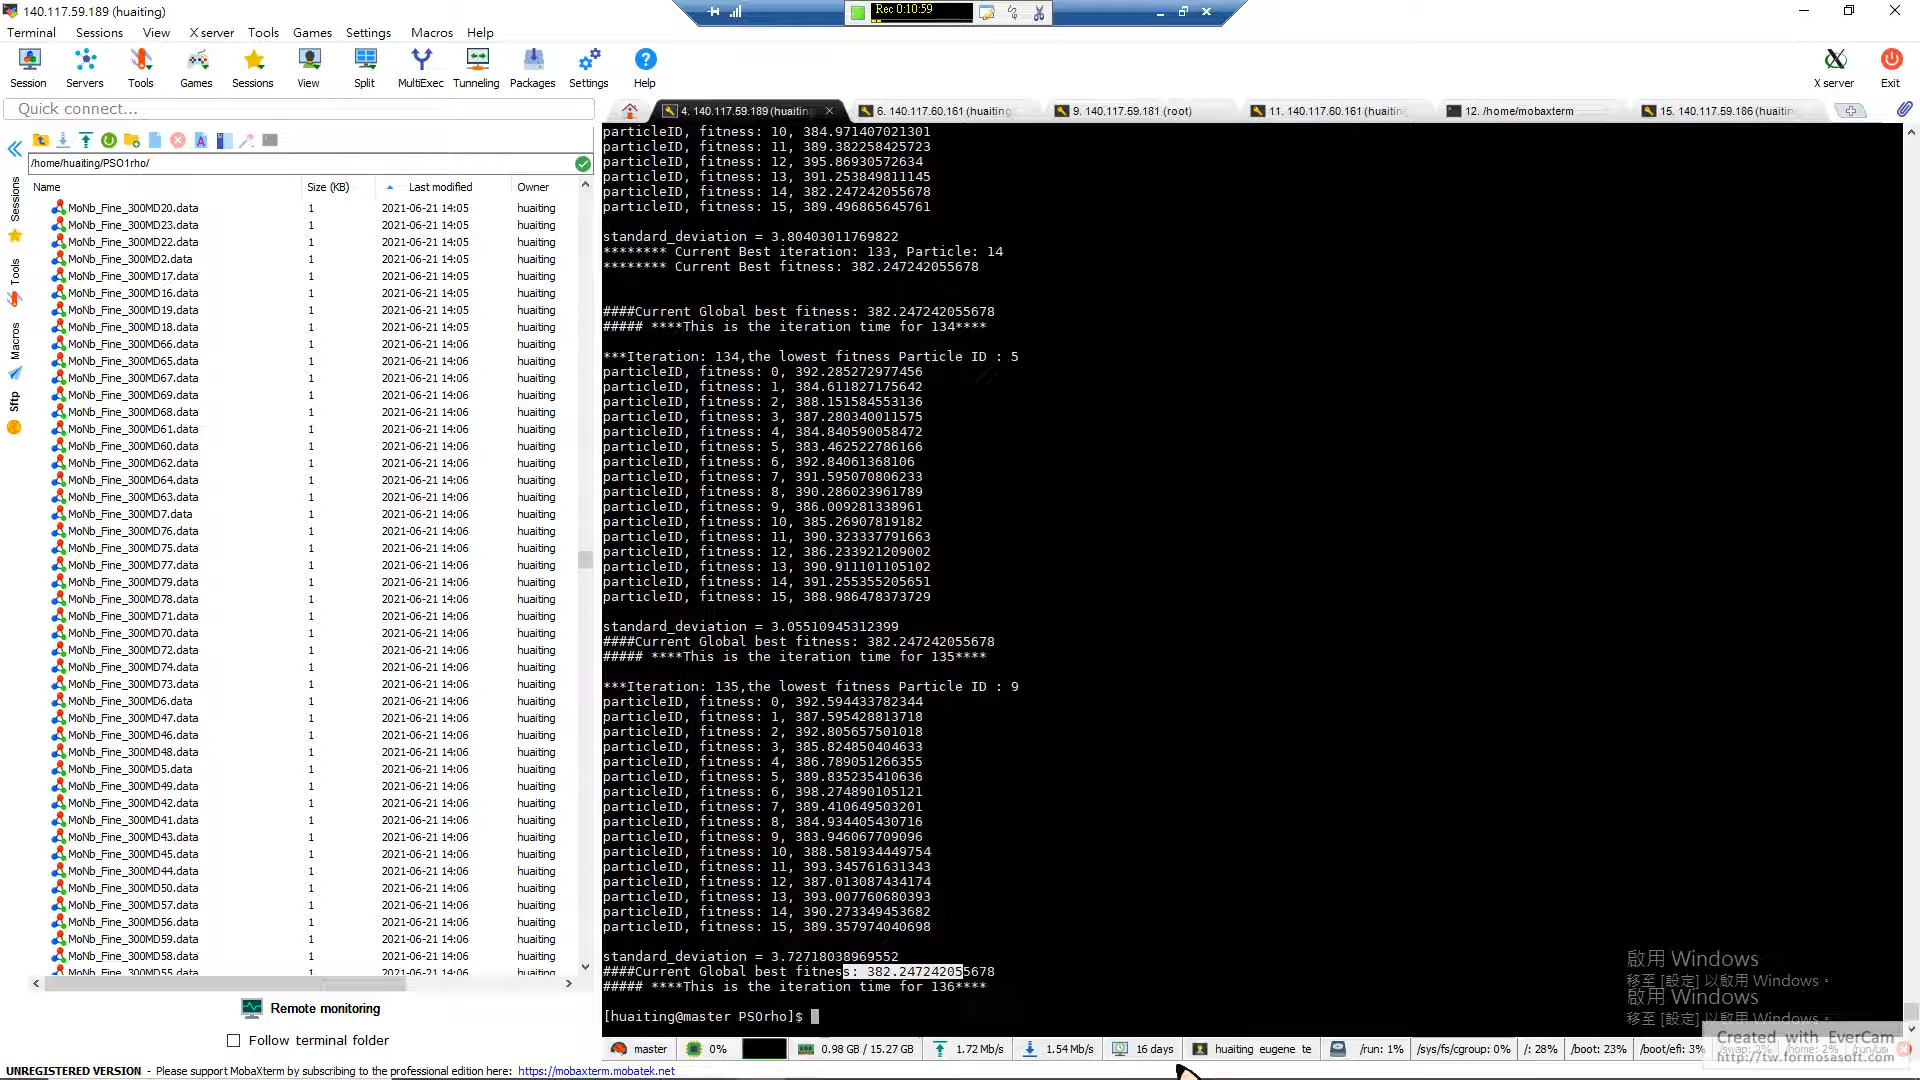 140.117.59.189 (huaiting)
Rec 0:10:59
Terminal Sessions View X server Tools Games Settings Macros Help
Session Servers Tools Games Sessions View Split MultiExec Tunneling Packages Settings Help X server Exit
Quick connect...
4. 140.117.59.189 (huaiting
6. 140.117.60.161 (huaiting
9. 140.117.59.181 (root)
11. 140.117.60.161 (huaiting
12. /home/mobaxterm
15. 140.117.59.186 (huaitin
/home/huaiting/PSO1rho/
Sessions
Tools
Macros
Sftp
Name Size (KB) Last modified Owner
MoNb_Fine_300MD20.data 1 2021-06-21 14:05 huaiting
MoNb_Fine_300MD23.data 1 2021-06-21 14:05 huaiting
MoNb_Fine_300MD22.data 1 2021-06-21 14:05 huaiting
MoNb_Fine_300MD2.data 1 2021-06-21 14:05 huaiting
MoNb_Fine_300MD17.data 1 2021-06-21 14:05 huaiting
MoNb_Fine_300MD16.data 1 2021-06-21 14:05 huaiting
MoNb_Fine_300MD19.data 1 2021-06-21 14:05 huaiting
MoNb_Fine_300MD18.data 1 2021-06-21 14:05 huaiting
MoNb_Fine_300MD66.data 1 2021-06-21 14:06 huaiting
MoNb_Fine_300MD65.data 1 2021-06-21 14:06 huaiting
MoNb_Fine_300MD67.data 1 2021-06-21 14:06 huaiting
MoNb_Fine_300MD69.data 1 2021-06-21 14:06 huaiting
MoNb_Fine_300MD68.data 1 2021-06-21 14:06 huaiting
MoNb_Fine_300MD61.data 1 2021-06-21 14:06 huaiting
MoNb_Fine_300MD60.data 1 2021-06-21 14:06 huaiting
MoNb_Fine_300MD62.data 1 2021-06-21 14:06 huaiting
MoNb_Fine_300MD64.data 1 2021-06-21 14:06 huaiting
MoNb_Fine_300MD63.data 1 2021-06-21 14:06 huaiting
MoNb_Fine_300MD7.data 1 2021-06-21 14:06 huaiting
MoNb_Fine_300MD76.data 1 2021-06-21 14:06 huaiting
MoNb_Fine_300MD75.data 1 2021-06-21 14:06 huaiting
MoNb_Fine_300MD77.data 1 2021-06-21 14:06 huaiting
MoNb_Fine_300MD79.data 1 2021-06-21 14:06 huaiting
MoNb_Fine_300MD78.data 1 2021-06-21 14:06 huaiting
MoNb_Fine_300MD71.data 1 2021-06-21 14:06 huaiting
MoNb_Fine_300MD70.data 1 2021-06-21 14:06 huaiting
MoNb_Fine_300MD72.data 1 2021-06-21 14:06 huaiting
MoNb_Fine_300MD74.data 1 2021-06-21 14:06 huaiting
MoNb_Fine_300MD73.data 1 2021-06-21 14:06 huaiting
MoNb_Fine_300MD6.data 1 2021-06-21 14:06 huaiting
MoNb_Fine_300MD47.data 1 2021-06-21 14:06 huaiting
MoNb_Fine_300MD46.data 1 2021-06-21 14:06 huaiting
MoNb_Fine_300MD48.data 1 2021-06-21 14:06 huaiting
MoNb_Fine_300MD5.data 1 2021-06-21 14:06 huaiting
MoNb_Fine_300MD49.data 1 2021-06-21 14:06 huaiting
MoNb_Fine_300MD42.data 1 2021-06-21 14:06 huaiting
MoNb_Fine_300MD41.data 1 2021-06-21 14:06 huaiting
MoNb_Fine_300MD43.data 1 2021-06-21 14:06 huaiting
MoNb_Fine_300MD45.data 1 2021-06-21 14:06 huaiting
MoNb_Fine_300MD44.data 1 2021-06-21 14:06 huaiting
MoNb_Fine_300MD50.data 1 2021-06-21 14:06 huaiting
MoNb_Fine_300MD57.data 1 2021-06-21 14:06 huaiting
MoNb_Fine_300MD56.data 1 2021-06-21 14:06 huaiting
MoNb_Fine_300MD59.data 1 2021-06-21 14:06 huaiting
MoNb_Fine_300MD58.data 1 2021-06-21 14:06 huaiting
MoNb_Fine_300MD55.data 1 2021-06-21 14:06 huaiting
Remote monitoring
Follow terminal folder
particleID, fitness: 10, 384.971407021301
particleID, fitness: 11, 389.382258425723
particleID, fitness: 12, 395.86930572634
particleID, fitness: 13, 391.253849811145
particleID, fitness: 14, 382.247242055678
particleID, fitness: 15, 389.496865645761
standard_deviation = 3.80403011769822
******** Current Best iteration: 133, Particle: 14
******** Current Best fitness: 382.247242055678
####Current Global best fitness: 382.247242055678
##### ****This is the iteration time for 134****
***Iteration: 134,the lowest fitness Particle ID : 5
particleID, fitness: 0, 392.285272977456
particleID, fitness: 1, 384.611827175642
particleID, fitness: 2, 388.151584553136
particleID, fitness: 3, 387.280340011575
particleID, fitness: 4, 384.840590058472
particleID, fitness: 5, 383.462522786166
particleID, fitness: 6, 392.84061368106
particleID, fitness: 7, 391.595070806233
particleID, fitness: 8, 390.286023961789
particleID, fitness: 9, 386.009281338961
particleID, fitness: 10, 385.26907819182
particleID, fitness: 11, 390.323337791663
particleID, fitness: 12, 386.233921209002
particleID, fitness: 13, 390.911101105102
particleID, fitness: 14, 391.255355205651
particleID, fitness: 15, 388.986478373729
standard_deviation = 3.05510945312399
####Current Global best fitness: 382.247242055678
##### ****This is the iteration time for 135****
***Iteration: 135,the lowest fitness Particle ID : 9
particleID, fitness: 0, 392.594433782344
particleID, fitness: 1, 387.595428813718
particleID, fitness: 2, 392.805657501018
particleID, fitness: 3, 385.824850404633
particleID, fitness: 4, 386.789051266355
particleID, fitness: 5, 389.835235410636
particleID, fitness: 6, 398.274890105121
particleID, fitness: 7, 389.410649503201
particleID, fitness: 8, 384.934405430716
particleID, fitness: 9, 383.946067709096
particleID, fitness: 10, 388.581934449754
particleID, fitness: 11, 393.345761631343
particleID, fitness: 12, 387.013087434174
particleID, fitness: 13, 393.007760680393
particleID, fitness: 14, 390.273349453682
particleID, fitness: 15, 389.357974040698
standard_deviation = 3.72718038969552
####Current Global best fitness: 382.247242055678
##### ****This is the iteration time for 136****
[huaiting@master PSOrho]$
啟用 Windows
移至 [設定] 以啟用 Windows。
啟用 Windows
移至 [設定] 以啟用 Windows。
Created with EverCam
http://tw.formosasoft.com
master 0% 0.98 GB / 15.27 GB 1.72 Mb/s 1.54 Mb/s 16 days huaiting eugene te /run: 1% /sys/fs/cgroup: 0% /: 28% /boot: 23% /boot/efi: 3%
UNREGISTERED VERSION - Please support MobaXterm by subscribing to the professional edition here: https://mobaxterm.mobatek.net